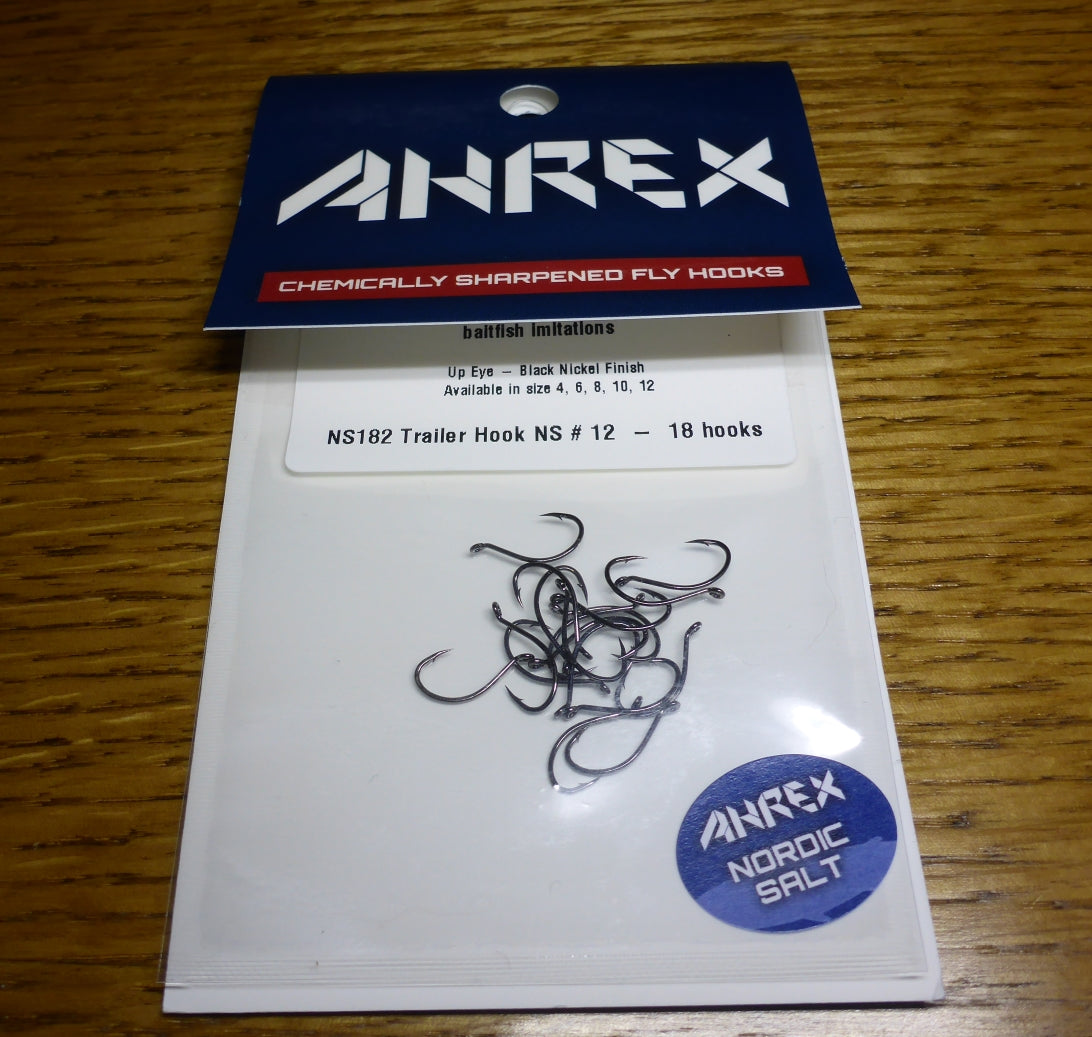 AHREX
CHEMICALLY SHARPENED FLY HOOKS
baitfish imitations
Up Eye – Black Nickel Finish
Available in size 4, 6, 8, 10, 12
NS182 Trailer Hook NS # 12 – 18 hooks
AHREX
NORDIC
SALT